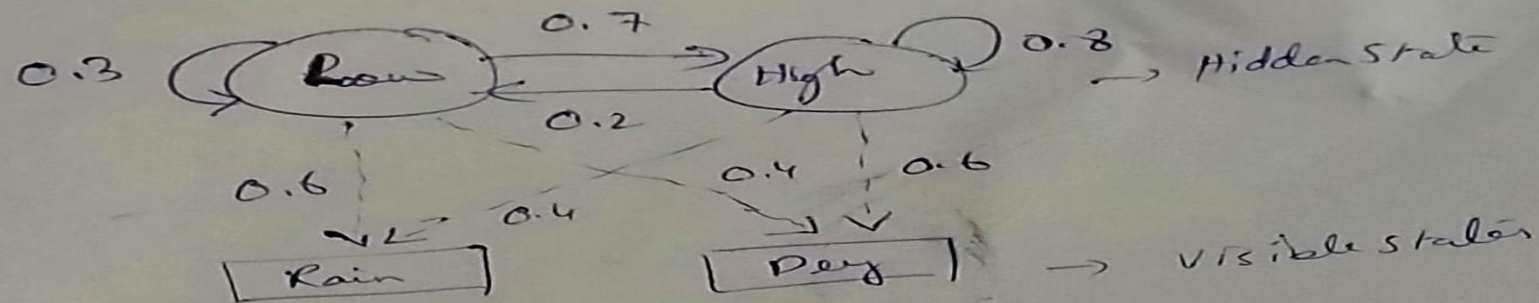 0.7
0.3 Low High 0.8 → Hidden State
0.2
0.6 0.4 0.4 0.6
Rain Dry → visible states